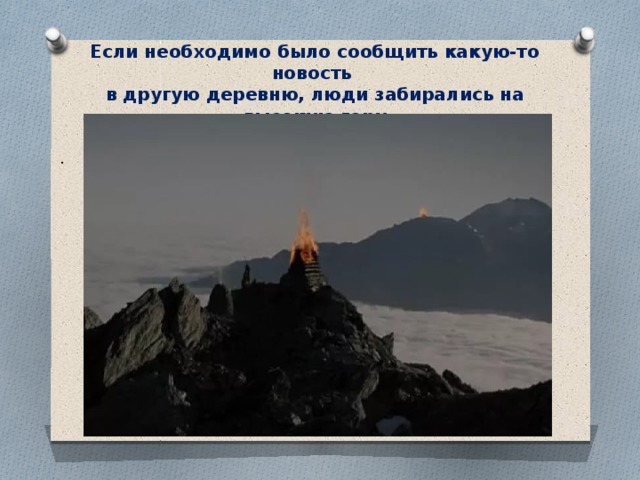 Если необходимо было сообщить какую-то
новость
в другую деревню, люди забирались на